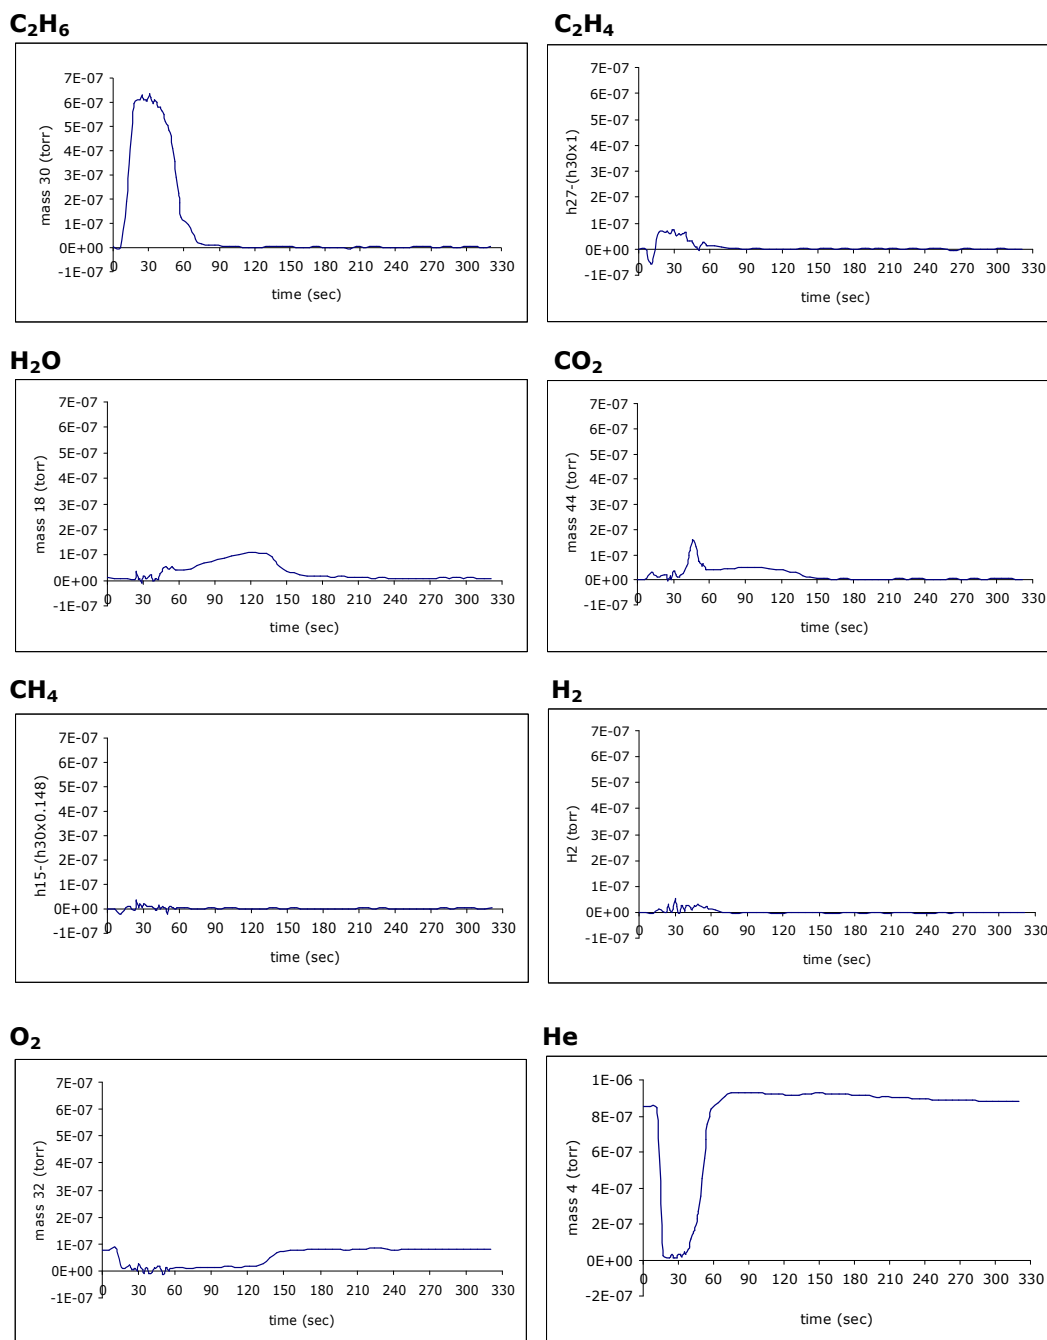 C₂H₆
C₂H₄
7E-07
6E-07
5E-07
4E-07
3E-07
2E-07
1E-07
0E+00
-1E-07
0 30 60 90 120 150 180 210 240 270 300 330
mass 30 (torr)
time (sec)
7E-07
6E-07
5E-07
4E-07
3E-07
2E-07
1E-07
0E+00
-1E-07
0 30 60 90 120 150 180 210 240 270 300 330
h27-(h30x1)
time (sec)
H₂O
CO₂
7E-07
6E-07
5E-07
4E-07
3E-07
2E-07
1E-07
0E+00
-1E-07
0 30 60 90 120 150 180 210 240 270 300 330
mass 18 (torr)
time (sec)
7E-07
6E-07
5E-07
4E-07
3E-07
2E-07
1E-07
0E+00
-1E-07
0 30 60 90 120 150 180 210 240 270 300 330
mass 44 (torr)
time (sec)
CH₄
H₂
7E-07
6E-07
5E-07
4E-07
3E-07
2E-07
1E-07
0E+00
-1E-07
0 30 60 90 120 150 180 210 240 270 300 330
h15-(h30x0.148)
time (sec)
7E-07
6E-07
5E-07
4E-07
3E-07
2E-07
1E-07
0E+00
-1E-07
0 30 60 90 120 150 180 210 240 270 300 330
H2 (torr)
time (sec)
O₂
He
7E-07
6E-07
5E-07
4E-07
3E-07
2E-07
1E-07
0E+00
-1E-07
0 30 60 90 120 150 180 210 240 270 300 330
mass 32 (torr)
time (sec)
1E-06
8E-07
6E-07
4E-07
2E-07
0E+00
-2E-07
0 30 60 90 120 150 180 210 240 270 300 330
mass 4 (torr)
time (sec)